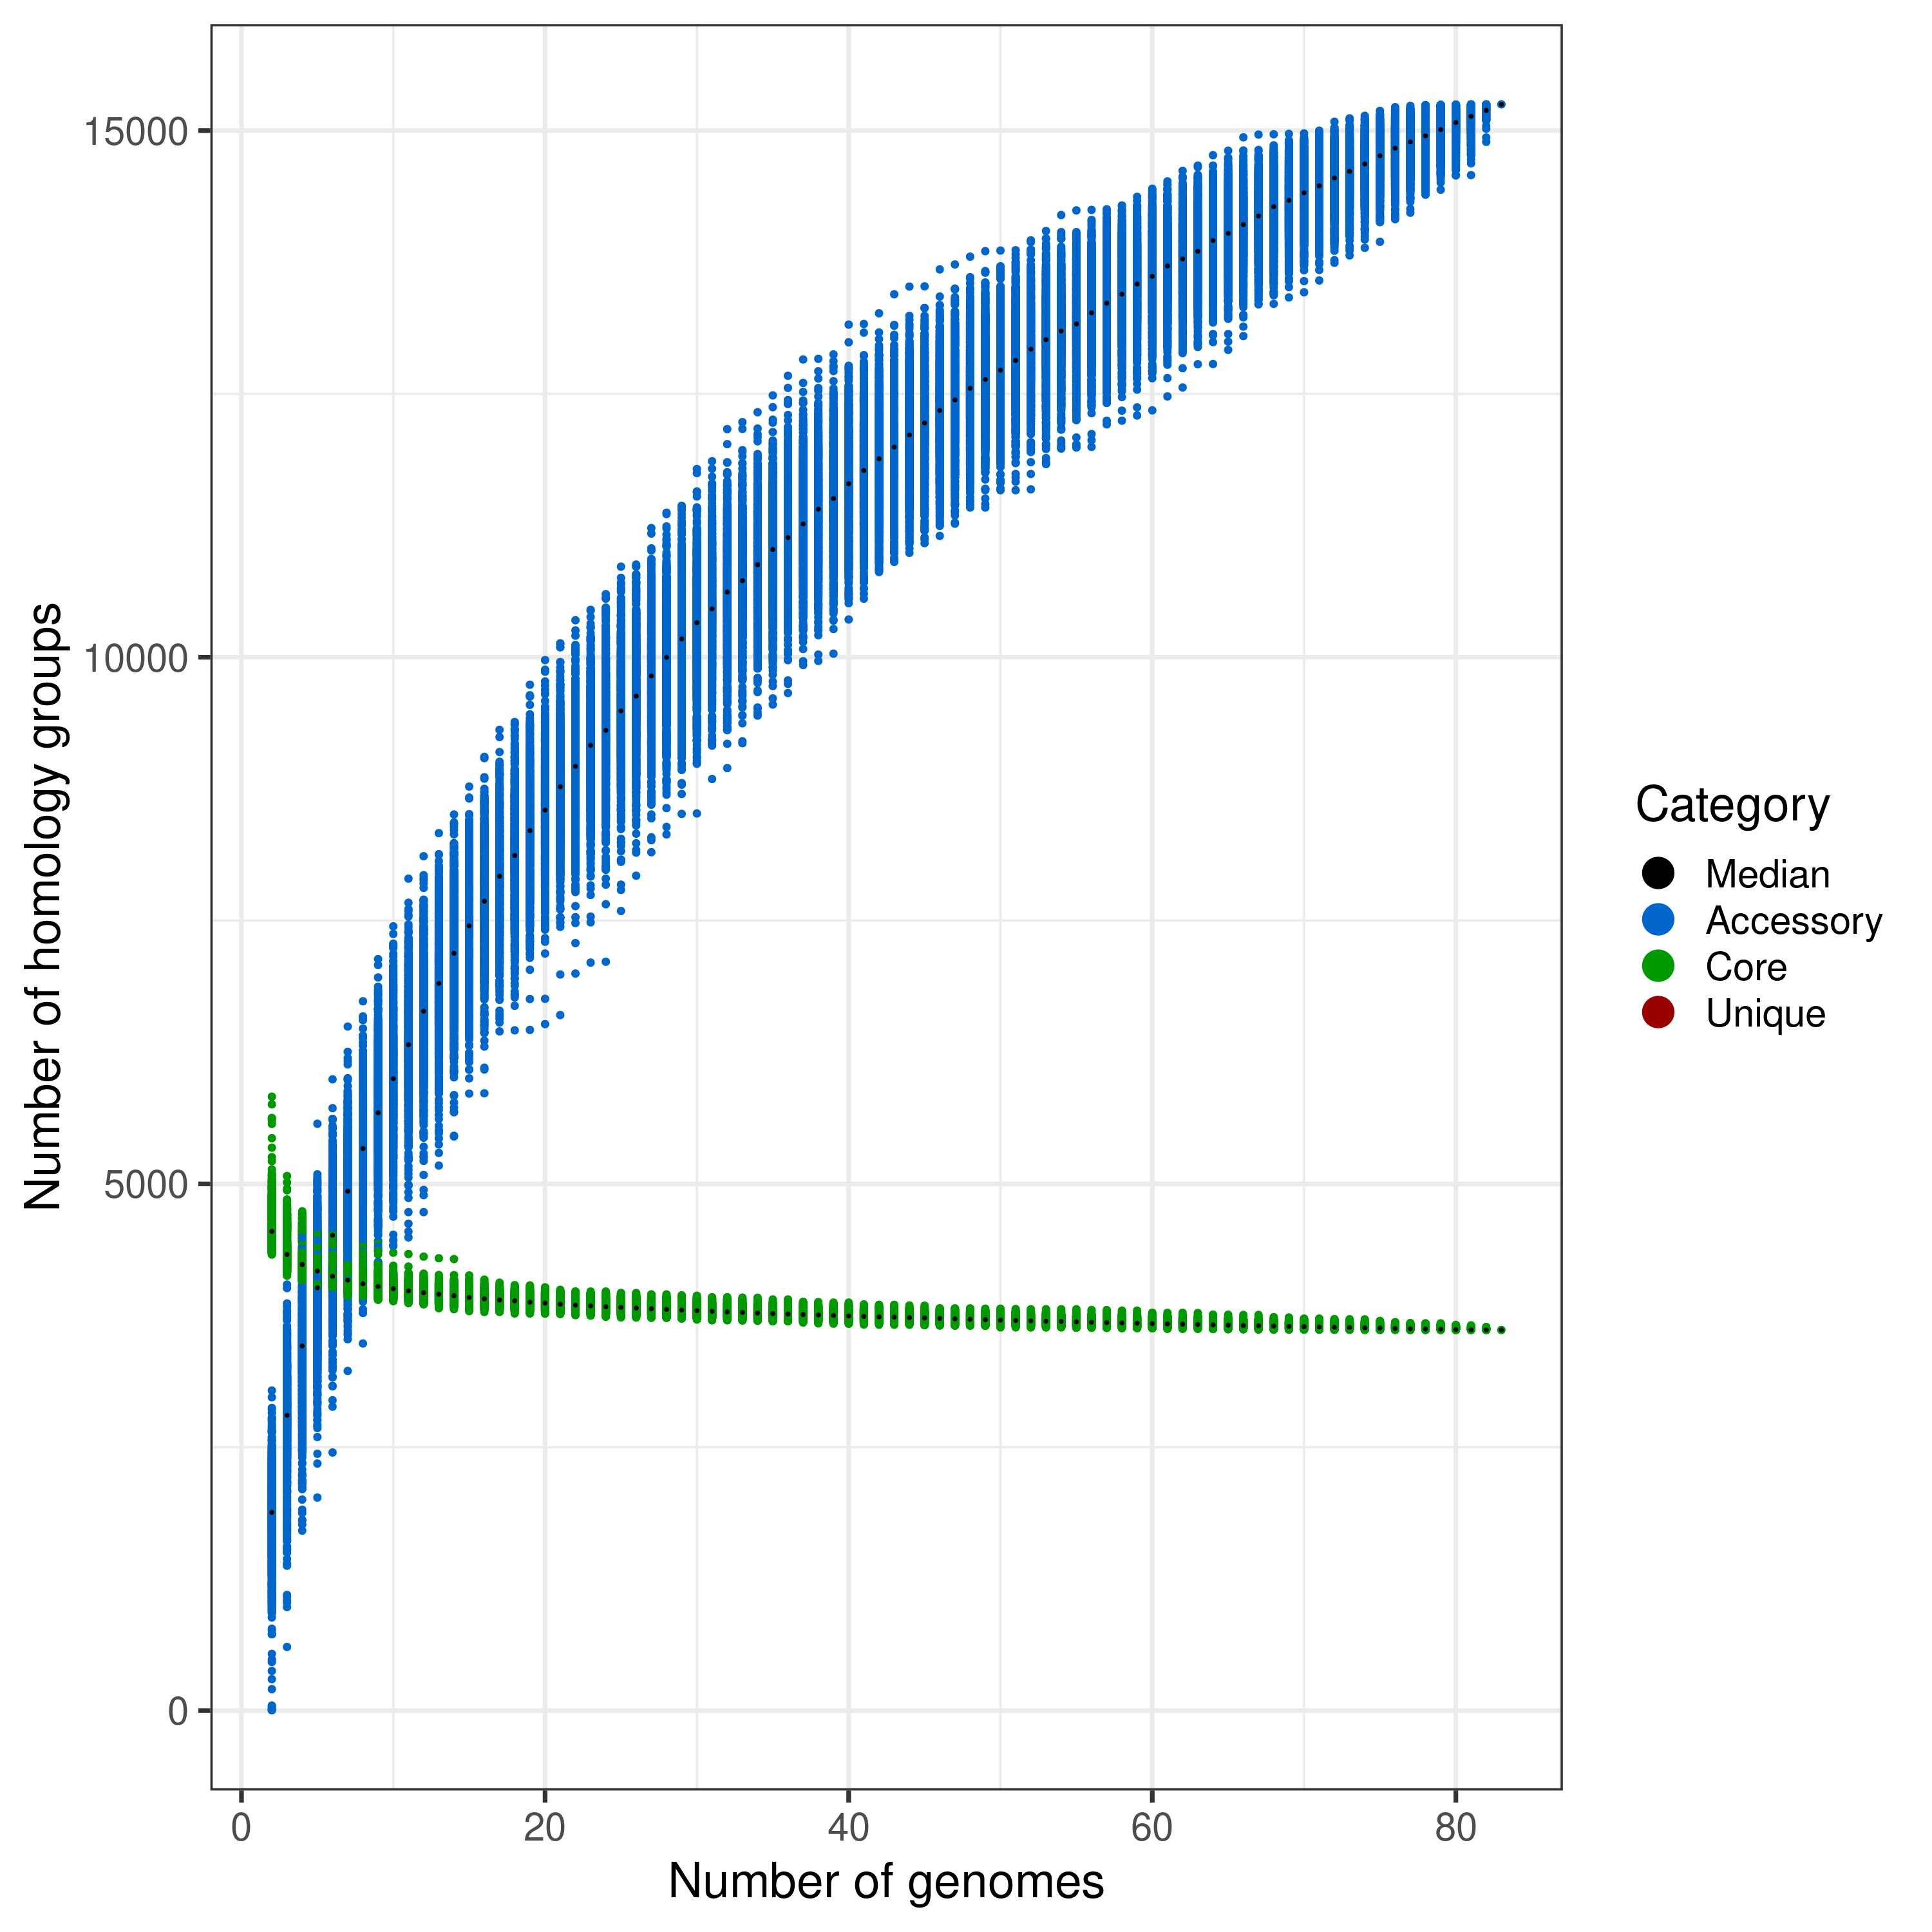 15000
10000
5000
0
Number of homology groups
0 20 40 60 80
Number of genomes
Category
Median
Accessory
Core
Unique